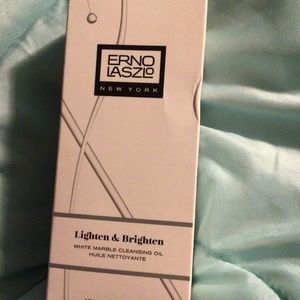 ERNO
LASZLO
NEW YORK
Lighten & Brighten
WHITE MARBLE CLEANSING OIL
HUILE NETTOYANTE